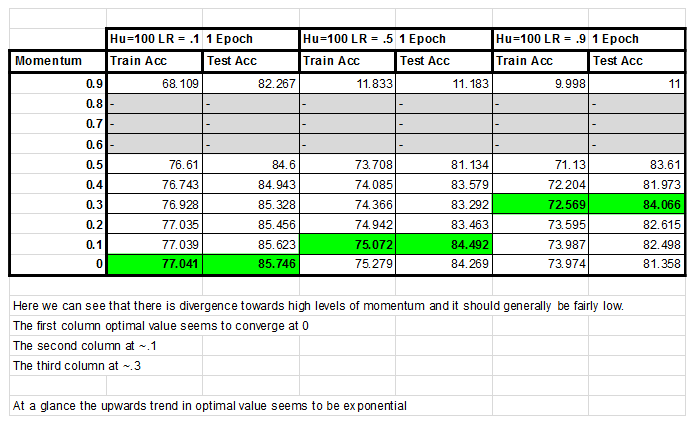 Hu=100 LR = .1 1 Epoch Hu=100 LR = .5 1 Epoch Hu=100 LR = .9 1 Epoch
Momentum Train Acc Test Acc Train Acc Test Acc Train Acc Test Acc
0.9 68.109 82.267 11.833 11.183 9.998 11
0.8 - - - - - -
0.7 - - - - - -
0.6 - - - - - -
0.5 76.61 84.6 73.708 81.134 71.13 83.61
0.4 76.743 84.943 74.085 83.579 72.204 81.973
0.3 76.928 85.328 74.366 83.292 72.569 84.066
0.2 77.035 85.456 74.942 83.463 73.595 82.615
0.1 77.039 85.623 75.072 84.492 73.987 82.498
0 77.041 85.746 75.279 84.269 73.974 81.358
Here we can see that there is divergence towards high levels of momentum and it should generally be fairly low.
The first column optimal value seems to converge at 0
The second column at ~.1
The third column at ~.3
At a glance the upwards trend in optimal value seems to be exponential